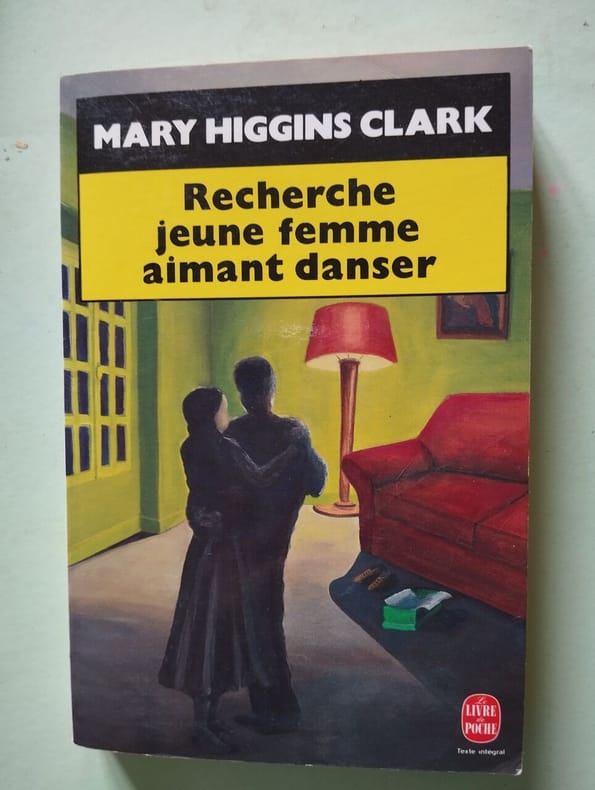 MARY HIGGINS CLARK
Recherche
jeune femme
aimant danser
Le
LIVRE
de
POCHE
Texte intégral